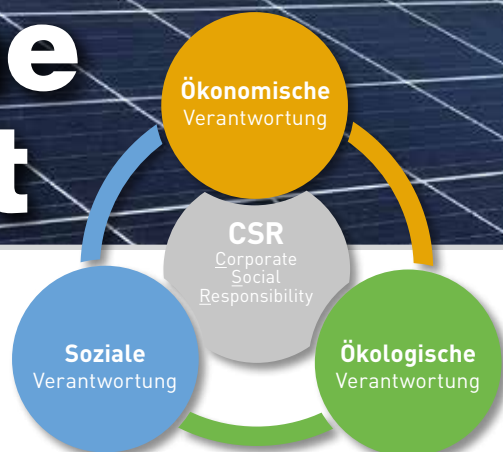 e
t
Ökonomische
Verantwortung
CSR
Corporate
Social
Responsibility
Soziale
Verantwortung
Ökologische
Verantwortung